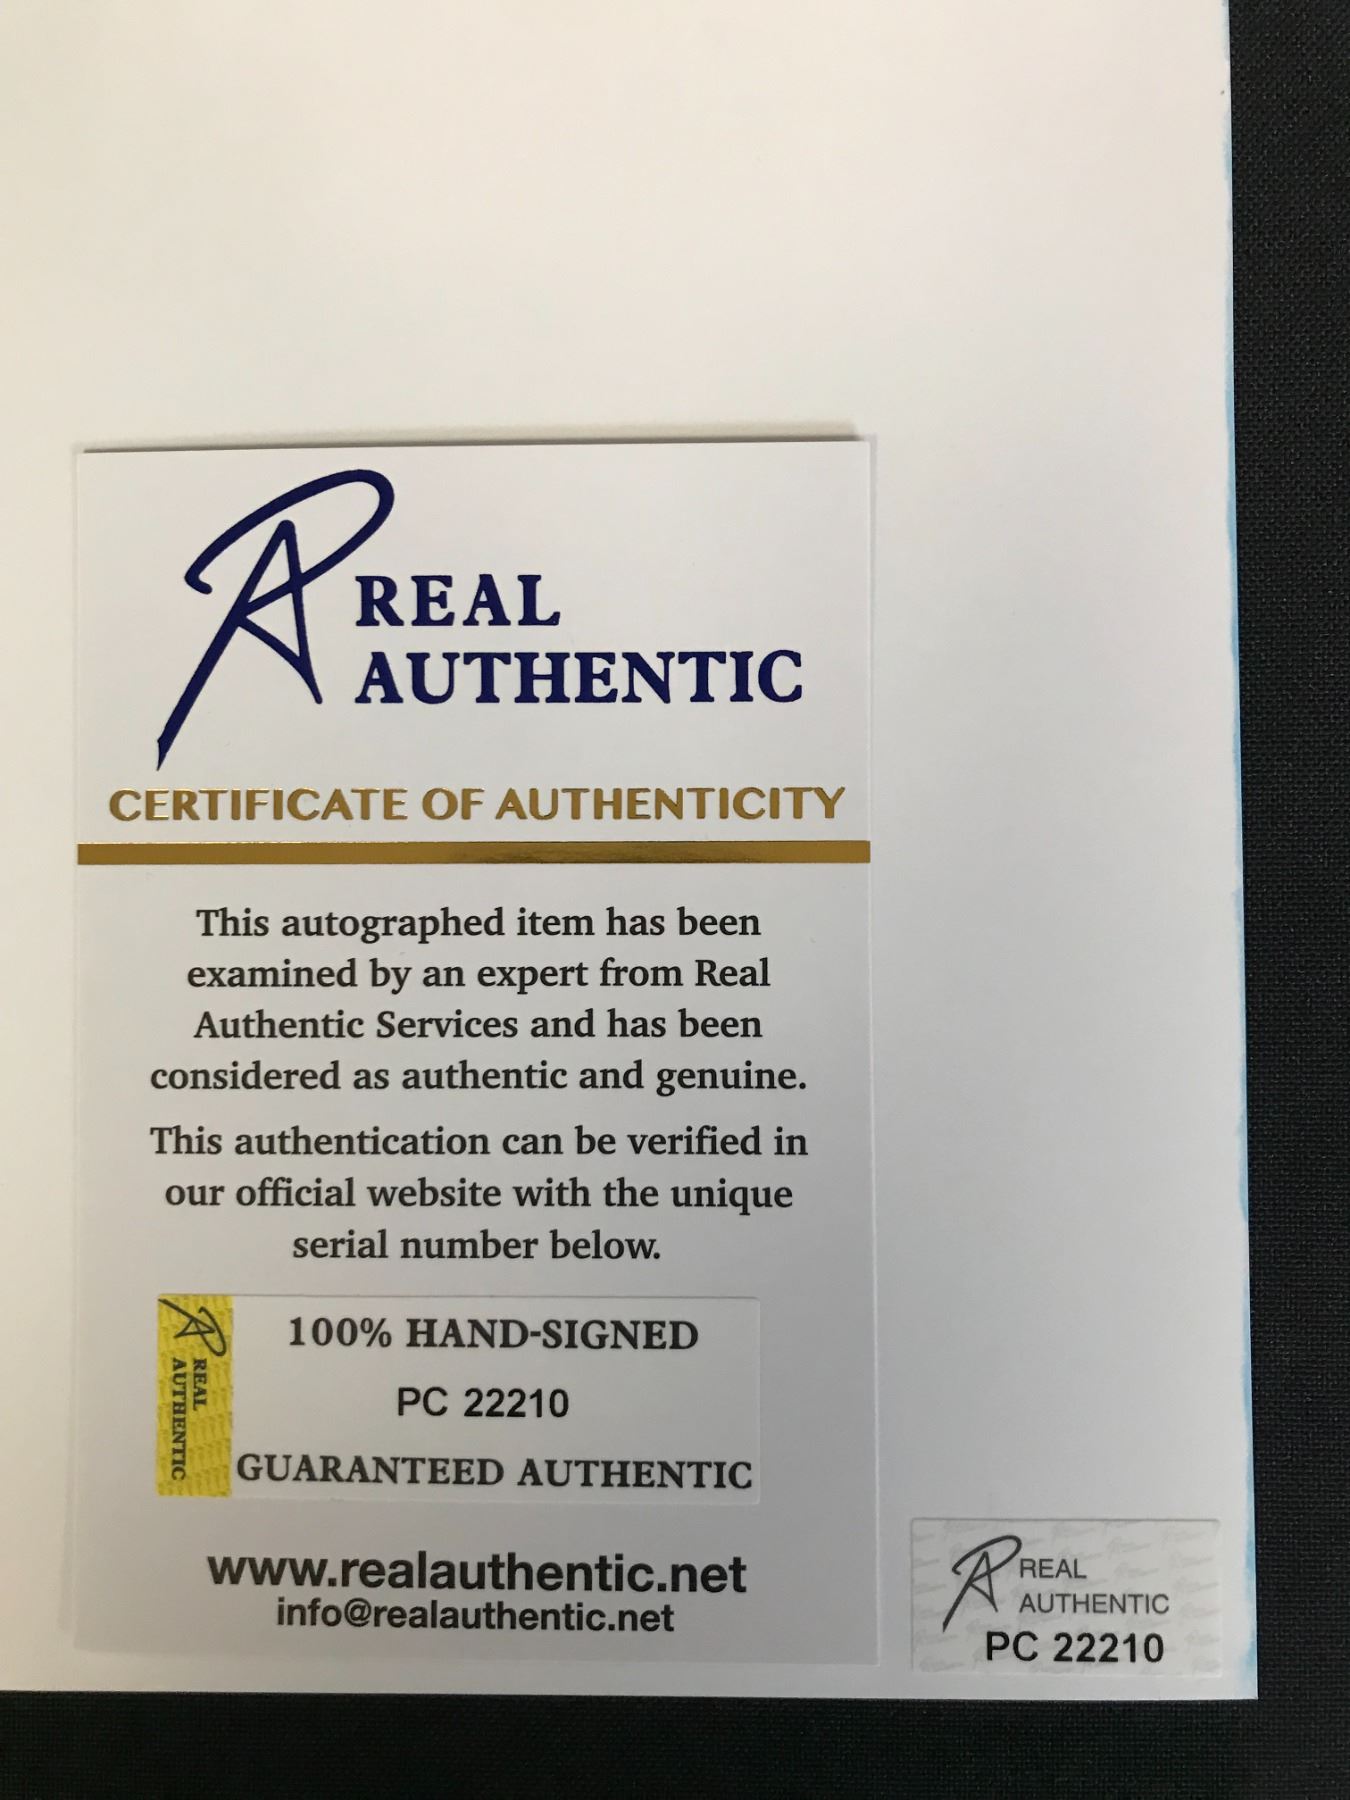 REAL
AUTHENTIC
CERTIFICATE OF AUTHENTICITY
This autographed item has been
examined by an expert from Real
Authentic Services and has been
considered as authentic and genuine.
This authentication can be verified in
our official website with the unique
serial number below.
REAL
AUTHENTIC
100% HAND-SIGNED
PC 22210
GUARANTEED AUTHENTIC
www.realauthentic.net
info@realauthentic.net
REAL
AUTHENTIC
PC 22210